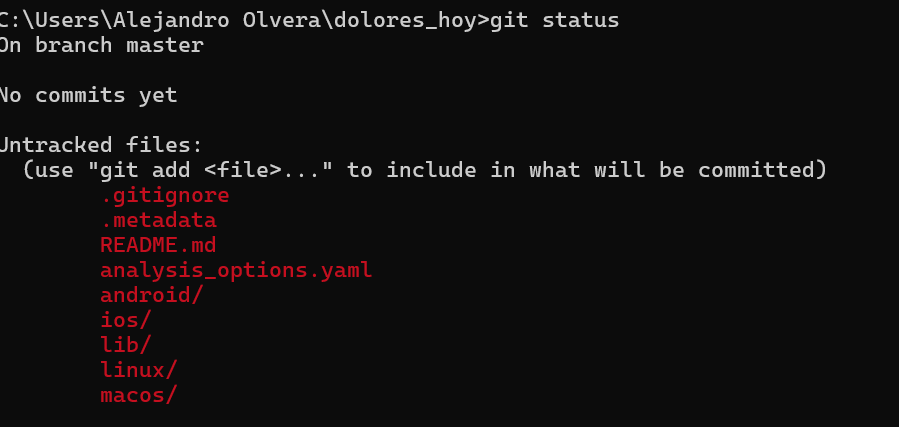 C:\Users\Alejandro Olvera\dolores_hoy>git status
On branch master
No commits yet
Untracked files:
(use "git add <file>..." to include in what will be committed)
.gitignore
.metadata
README.md
analysis_options.yaml
android/
ios/
lib/
linux/
macos/